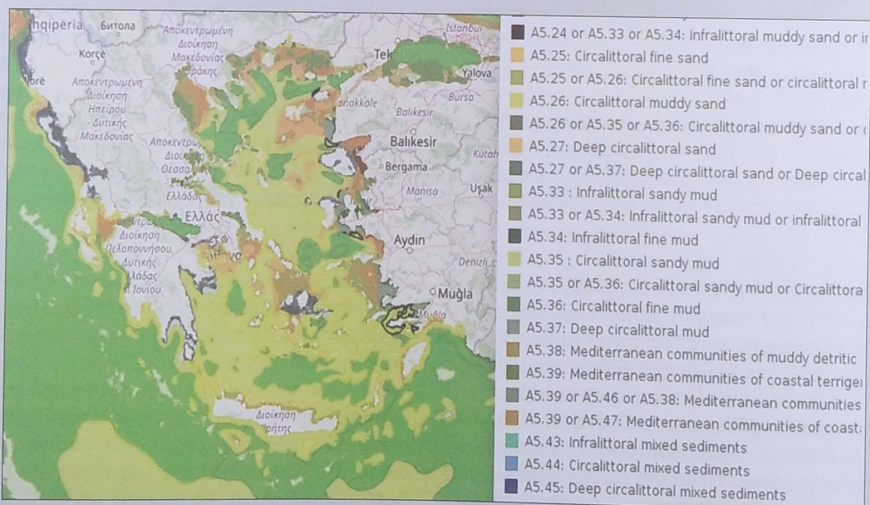 hqipëria
Битола
Korçë
orë
Αποκεντρωμένη
Διοίκηση
Μακεδονίας
Θράκης
Αποκεντρωμένη
Διοίκηση
Ηπείρου
- Δυτικής
Μακεδονίας
Ελλάδας
Ελλάς
Πελοποννήσου,
Δυτικής
Ιονίου
Διοίκηση
Istanbul
Tek
Yalova
Bursa
anakkale
Balıkesir
Balıkesir
Kütah
Bergama
Manisa
Uşak
Aydın
Denizli
Muğla
Muğla
A5.24 or A5.33 or A5.34: Infralittoral muddy sand or
A5.25: Circalittoral fine sand
A5.25 or A5.26: Circalittoral fine sand or circalittoral
A5.26: Circalittoral muddy sand
A5.26 or A5.35 or A5.36: Circalittoral muddy sand or
A5.27: Deep circalittoral sand
A5.27 or A5.37: Deep circalittoral sand or Deep circal
A5.33 : Infralittoral sandy mud
A5.33 or A5.34: Infralittoral sandy mud or infralittoral
A5.34: Infralittoral fine mud
A5.35 : Circalittoral sandy mud
A5.35 or A5.36: Circalittoral sandy mud or Circalittora
A5.36: Circalittoral fine mud
A5.37: Deep circalittoral mud
A5.38: Mediterranean communities of muddy detritic
A5.39: Mediterranean communities of coastal terrige
A5.39 or A5.46 or A5.38: Mediterranean communities
A5.39 or A5.47: Mediterranean communities of coast
A5.43: Infralittoral mixed sediments
A5.44: Circalittoral mixed sediments
A5.45: Deep circalittoral mixed sediments